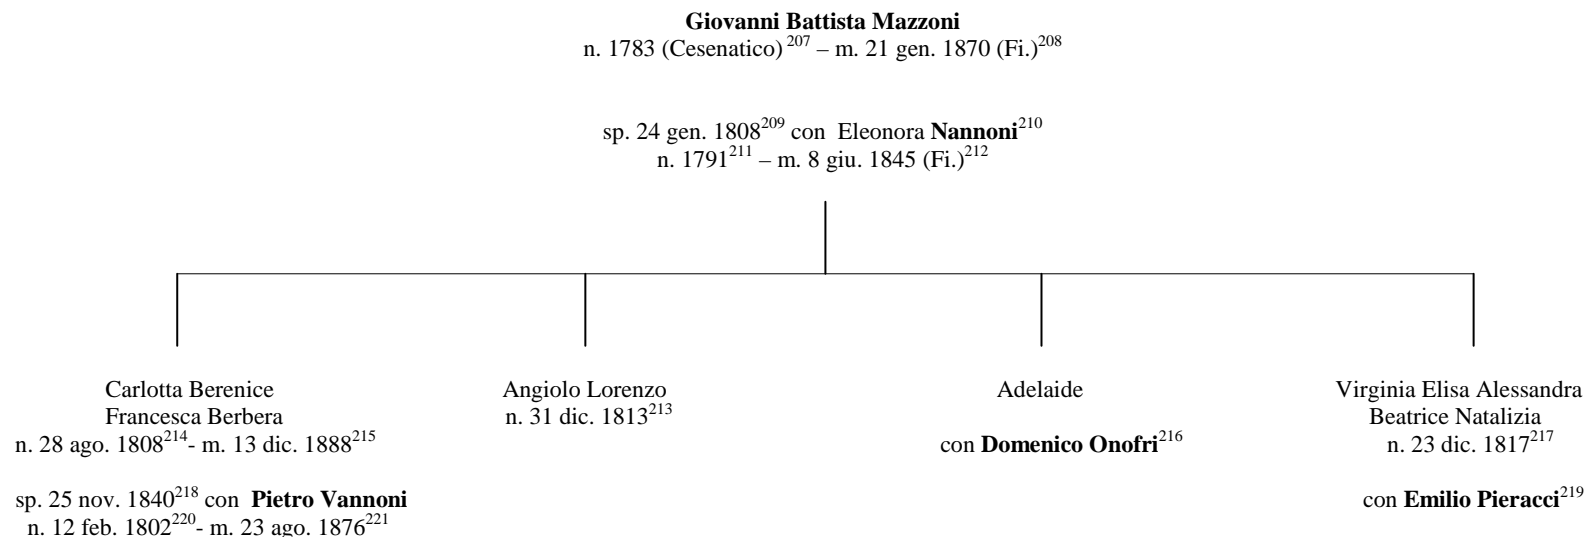 Giovanni Battista Mazzoni
n. 1783 (Cesenatico) 207 – m. 21 gen. 1870 (Fi.)208
sp. 24 gen. 1808209 con Eleonora Nannoni210
n. 1791211 – m. 8 giu. 1845 (Fi.)212
Carlotta Berenice
Francesca Berbera
n. 28 ago. 1808214- m. 13 dic. 1888215
sp. 25 nov. 1840218 con Pietro Vannoni
n. 12 feb. 1802220- m. 23 ago. 1876221
Angiolo Lorenzo
n. 31 dic. 1813213
Adelaide
con Domenico Onofri216
Virginia Elisa Alessandra
Beatrice Natalizia
n. 23 dic. 1817217
con Emilio Pieracci219